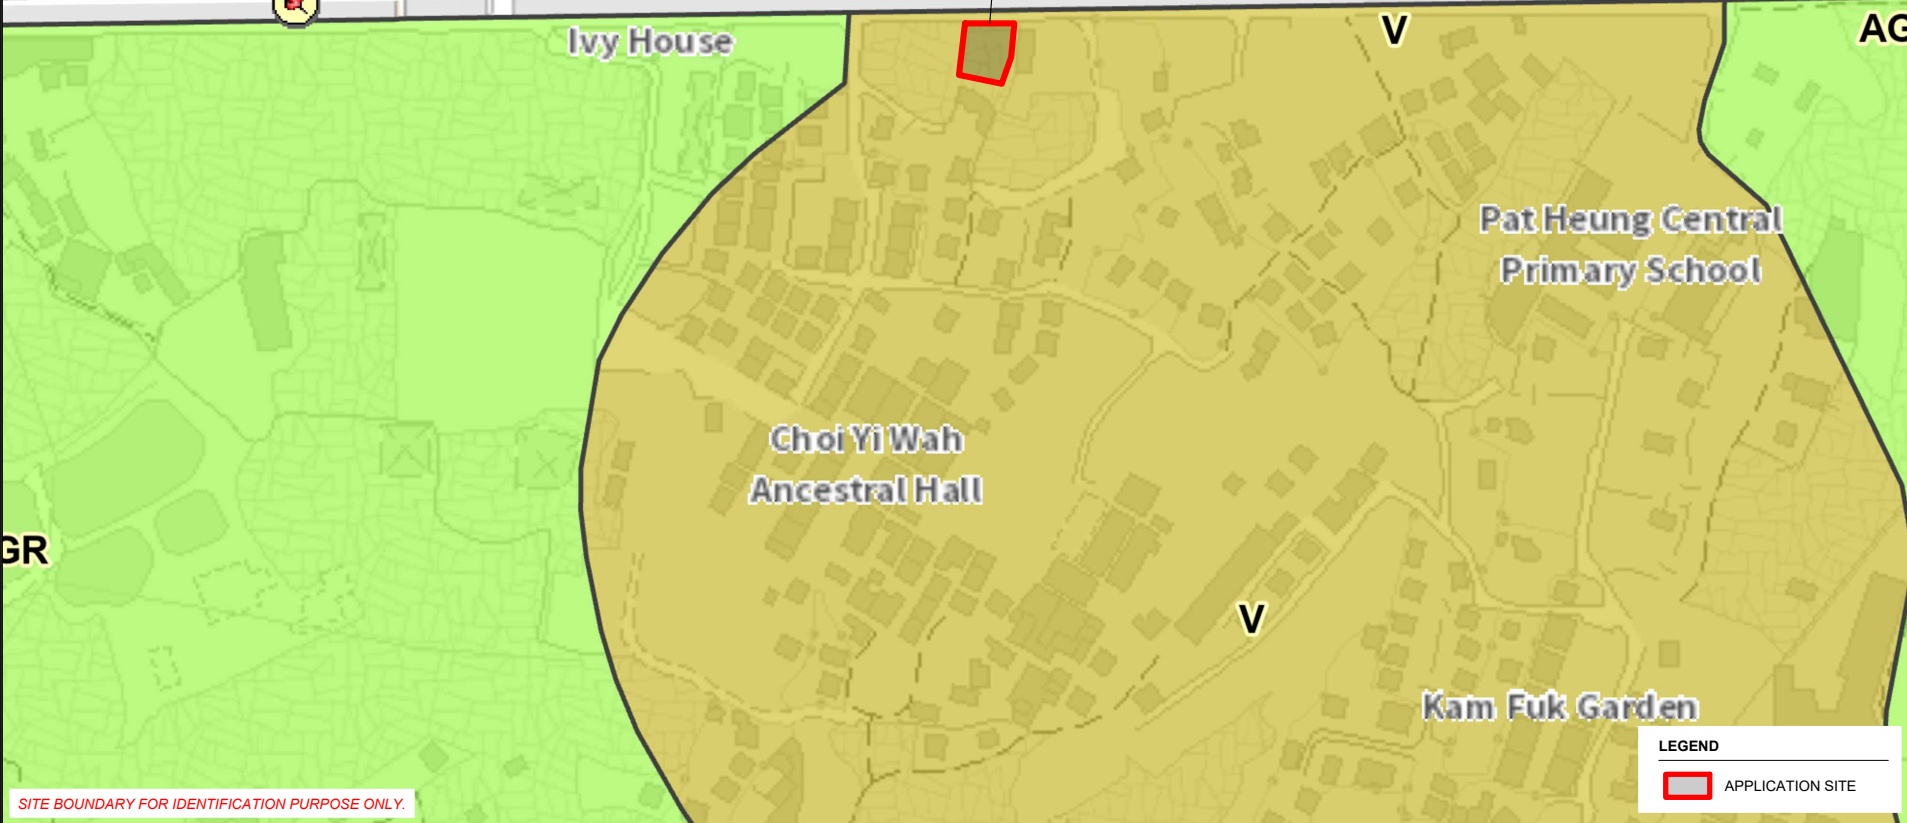 Ivy House
V
AG
Pat Heung Central
Primary School
Choi Yi Wah
Ancestral Hall
GR
V
Kam Fuk Garden
LEGEND
APPLICATION SITE
SITE BOUNDARY FOR IDENTIFICATION PURPOSE ONLY.